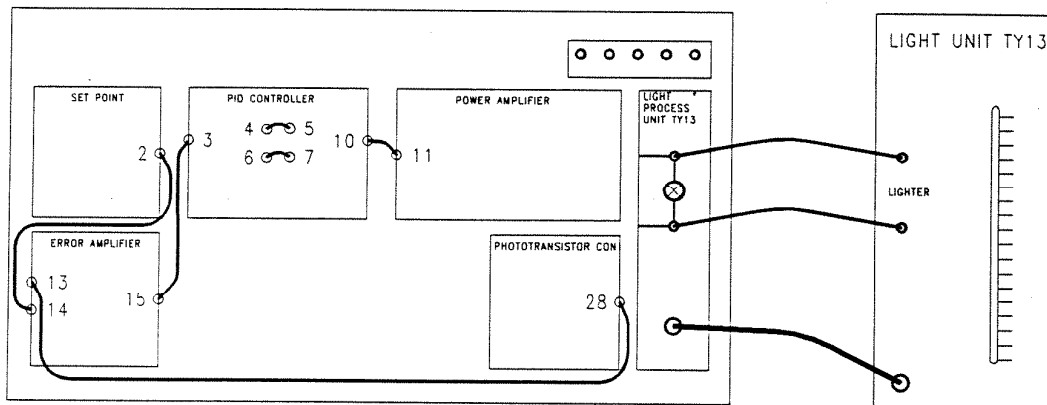 LIGHT UNIT TY13
SET POINT
PID CONTROLLER
POWER AMPLIFIER
LIGHT
PROCESS
UNIT TY13
4 5
2 3 10 11
6 7
LIGHTER
ERROR AMPLIFIER
PHOTOTRANSISTOR CON
13
15 28
14